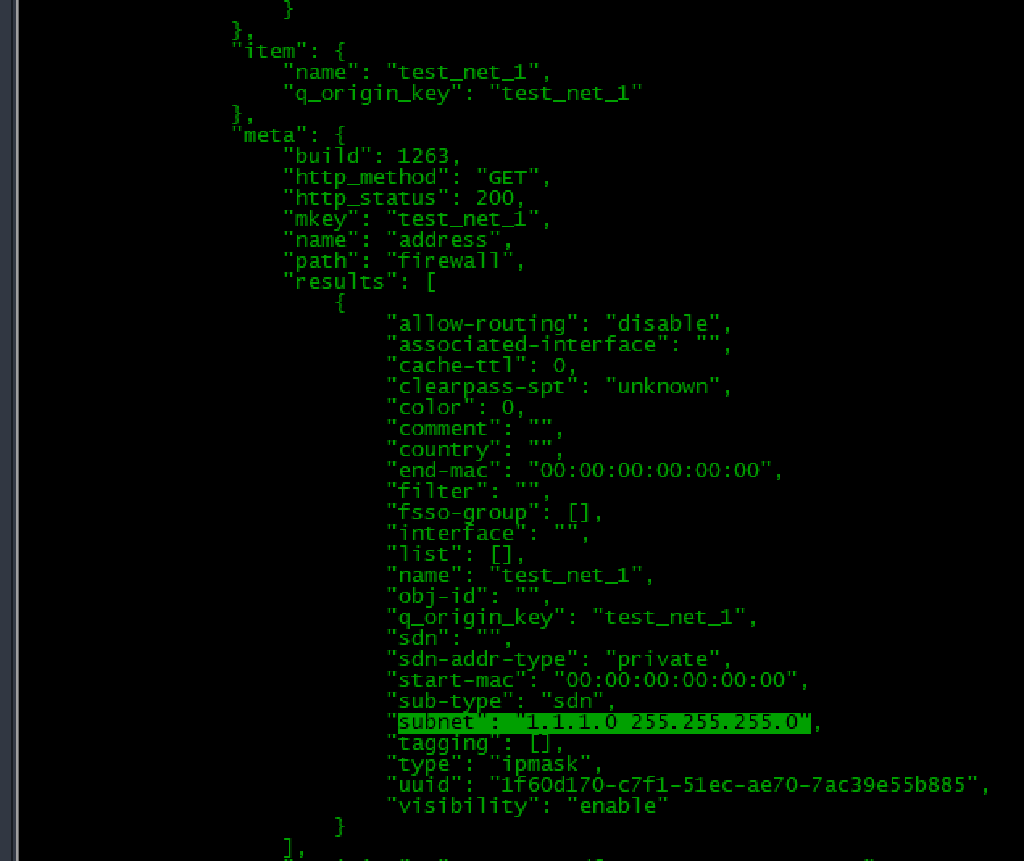 }
},
"item": {
"name": "test_net_1",
"q_origin_key": "test_net_1"
},
"meta": {
"build": 1263,
"http_method": "GET",
"http_status": 200,
"mkey": "test_net_1",
"name": "address",
"path": "firewall",
"results": [
{
"allow-routing": "disable",
"associated-interface": "",
"cache-ttl": 0,
"clearpass-spt": "unknown",
"color": 0,
"comment": "",
"country": "",
"end-mac": "00:00:00:00:00:00",
"filter": "",
"fsso-group": [],
"interface": "",
"list": [],
"name": "test_net_1",
"obj-id": "",
"q_origin_key": "test_net_1",
"sdn": "",
"sdn-addr-type": "private",
"start-mac": "00:00:00:00:00:00",
"sub-type": "sdn",
"subnet": "1.1.1.0 255.255.255.0",
"tagging": [],
"type": "ipmask",
"uuid": "1f60d170-c7f1-51ec-ae70-7ac39e55b885",
"visibility": "enable"
}
],